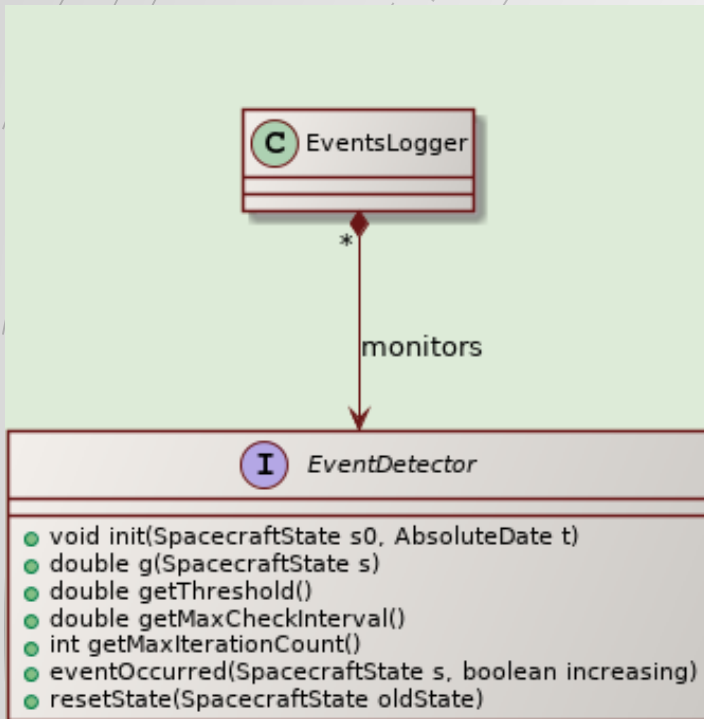 C EventsLogger
*
monitors
I EventDetector
void init(SpacecraftState s0, AbsoluteDate t)
double g(SpacecraftState s)
double getThreshold()
double getMaxCheckInterval()
int getMaxIterationCount()
eventOccurred(SpacecraftState s, boolean increasing)
resetState(SpacecraftState oldState)